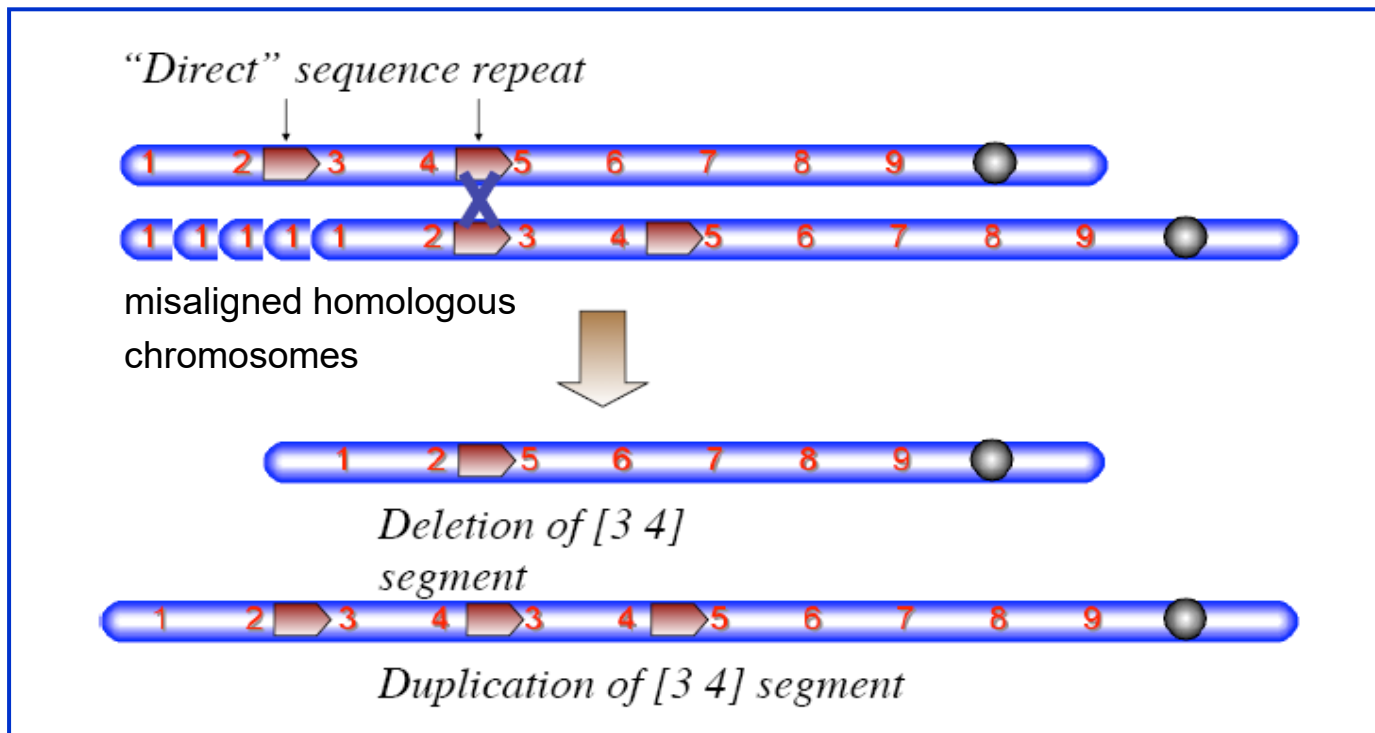 “Direct” sequence repeat
1 2 3 4 5 6 7 8 9
1 1 1 1 1 2 3 4 5 6 7 8 9
misaligned homologous
chromosomes
1 2 5 6 7 8 9
Deletion of [3 4]
segment
1 2 3 4 3 4 5 6 7 8 9
Duplication of [3 4] segment